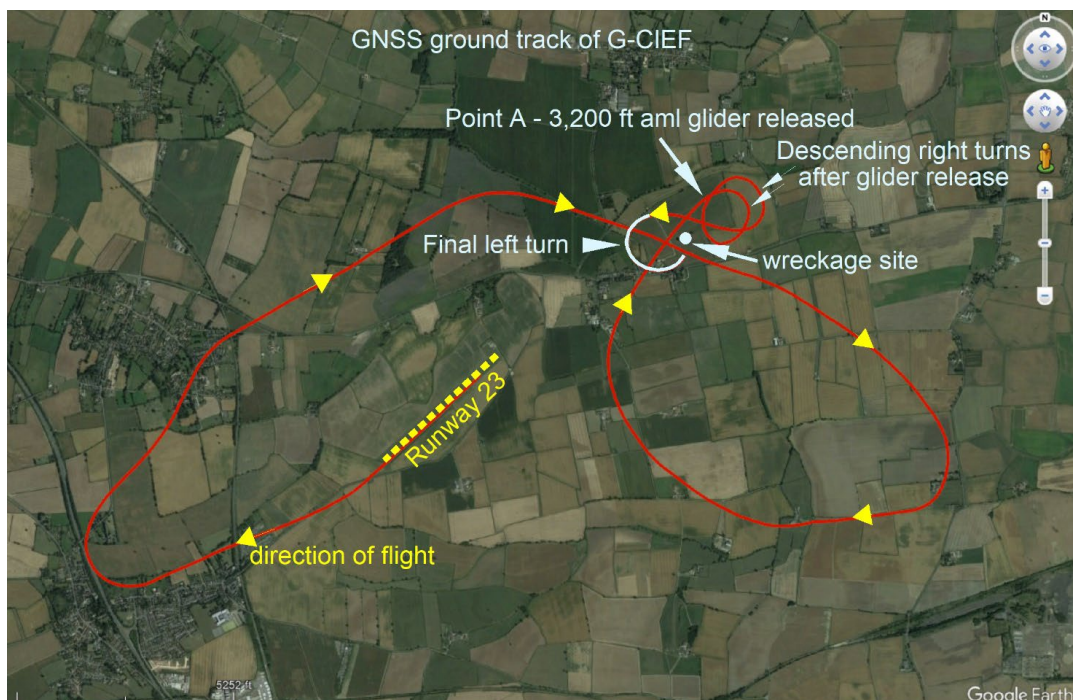 GNSS ground track of G-CIEF
N
Point A - 3,200 ft aml glider released
Descending right turns
after glider release
Final left turn
wreckage site
Runway 23
direction of flight
5252 ft
Google Earth